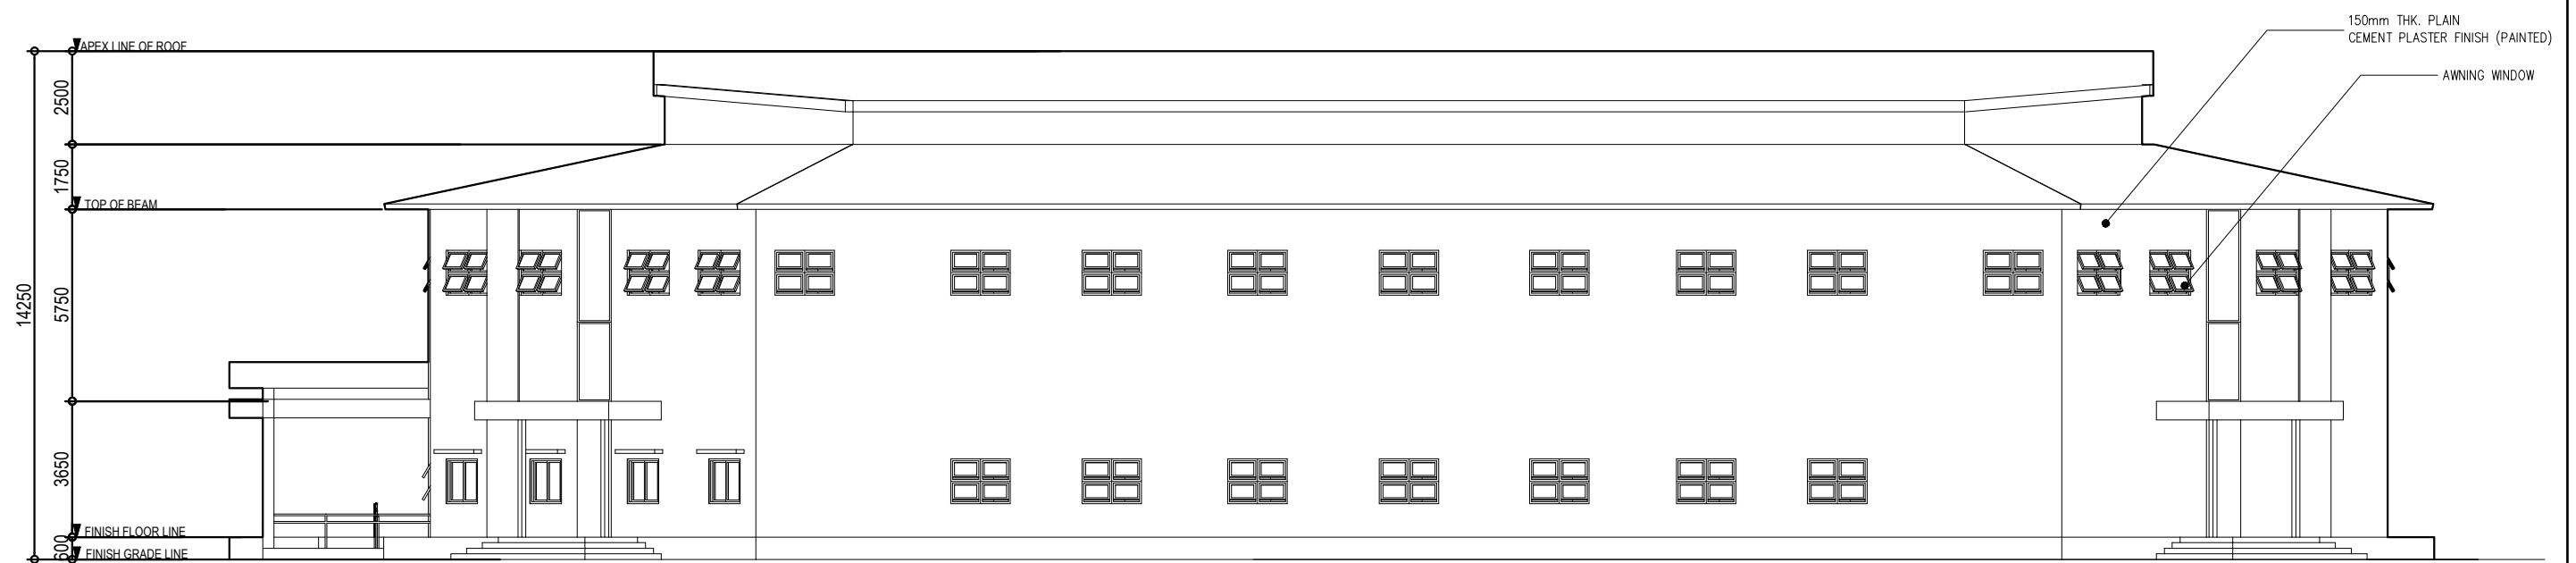 150mm THK. PLAIN
CEMENT PLASTER FINISH (PAINTED)
AWNING WINDOW
APEX LINE OF ROOF
2500
1750
TOP OF BEAM
14250
5750
3650
FINISH FLOOR LINE
600
FINISH GRADE LINE